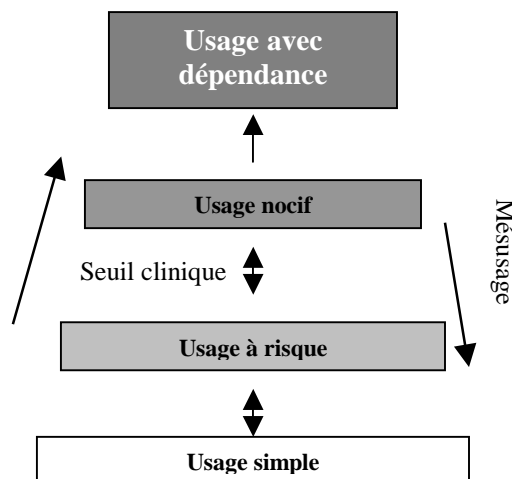 Usage avec
dépendance
Usage nocif
Mésusage
Seuil clinique
Usage à risque
Usage simple